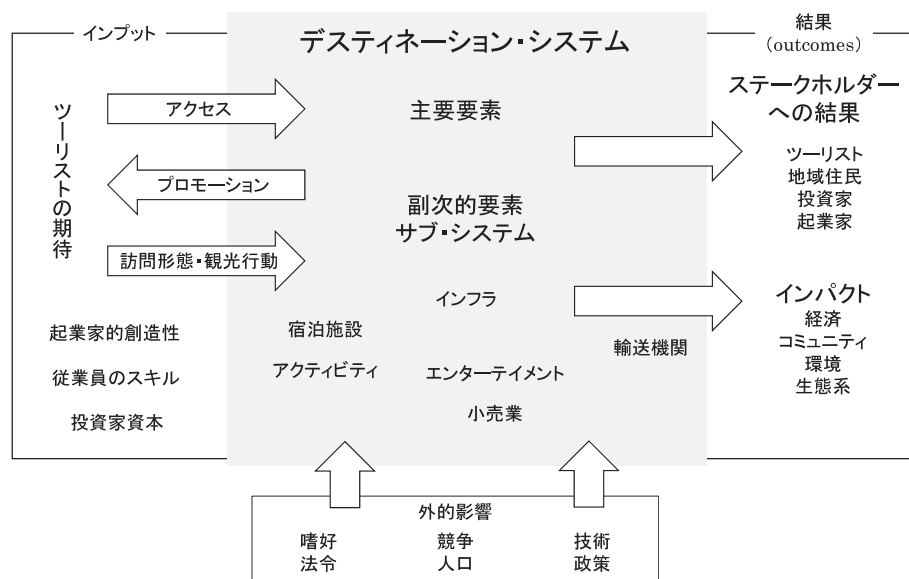 インプット
ツーリストの期待
アクセス
プロモーション
訪問形態・観光行動
起業家的創造性
従業員のスキル
投資家資本
デスティネーション・システム
主要要素
副次的要素
サブ・システム
インフラ
宿泊施設
輸送機関
アクティビティ
エンターテイメント
小売業
結果
(outcomes)
ステークホルダー
への結果
ツーリスト
地域住民
投資家
起業家
インパクト
経済
コミュニティ
環境
生態系
外的影響
嗜好 競争 技術
法令 人口 政策